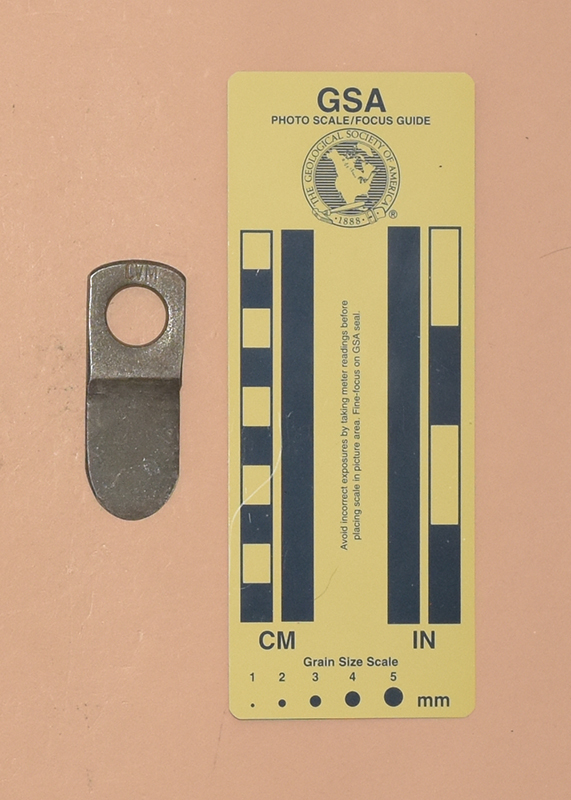 GSA
PHOTO SCALE/FOCUS GUIDE
THE GEOLOGICAL SOCIETY OF AMERICA
·1888·
®
Avoid incorrect exposures by taking meter readings before
placing scale in picture area. Fine-focus on GSA seal.
CM
IN
Grain Size Scale
1 2 3 4 5
mm